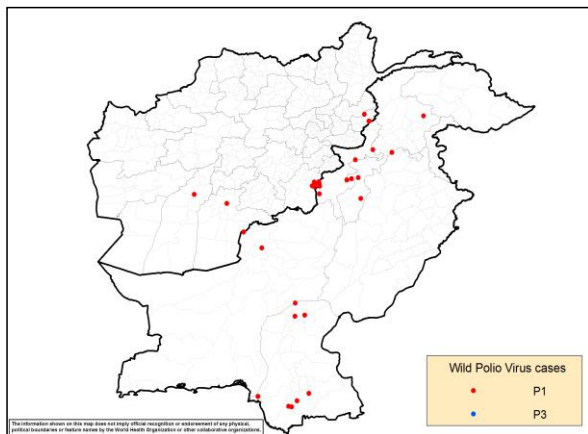 Wild Polio Virus cases
P1
P3
The information shown on this map does not imply official recognition or endorsement of any physical,
political boundaries or feature names by the World Health Organization or other collaborative organizations.